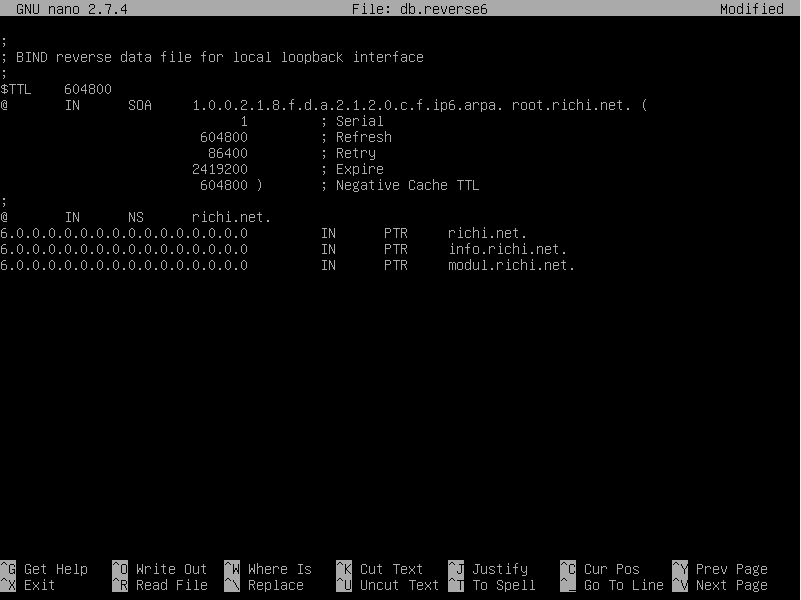 GNU nano 2.7.4 File: db.reverse6 Modified
;
; BIND reverse data file for local loopback interface
;
$TTL 604800
@ IN SOA 1.0.0.2.1.8.f.d.a.2.1.2.0.c.f.ip6.arpa. root.richi.net. (
1 ; Serial
604800 ; Refresh
86400 ; Retry
2419200 ; Expire
604800 ) ; Negative Cache TTL
;
@ IN NS richi.net.
6.0.0.0.0.0.0.0.0.0.0.0.0.0.0.0 IN PTR richi.net.
6.0.0.0.0.0.0.0.0.0.0.0.0.0.0.0 IN PTR info.richi.net.
6.0.0.0.0.0.0.0.0.0.0.0.0.0.0.0 IN PTR modul.richi.net.
^G Get Help ^O Write Out ^W Where Is ^K Cut Text ^J Justify ^C Cur Pos ^Y Prev Page
^X Exit ^R Read File ^\ Replace ^U Uncut Text ^T To Spell ^_ Go To Line ^V Next Page